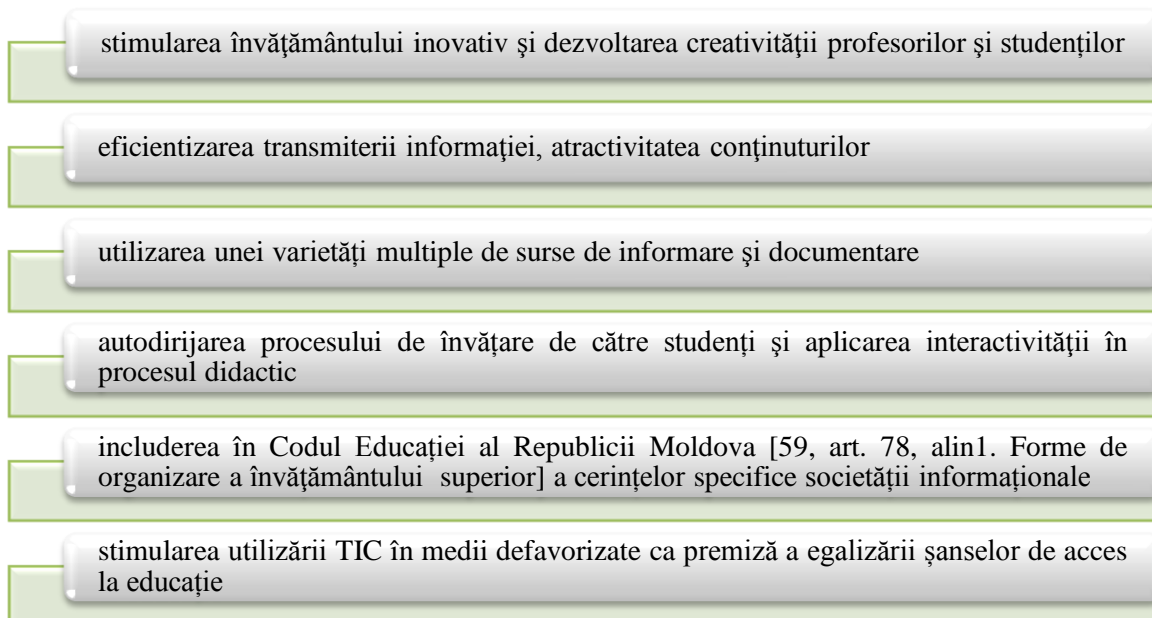 stimularea învăţământului inovativ şi dezvoltarea creativităţii profesorilor şi studenților
eficientizarea transmiterii informaţiei, atractivitatea conţinuturilor
utilizarea unei varietăți multiple de surse de informare şi documentare
autodirijarea procesului de învățare de către studenți şi aplicarea interactivităţii în
procesul didactic
includerea în Codul Educației al Republicii Moldova [59, art. 78, alin1. Forme de
organizare a învăţământului superior] a cerințelor specifice societății informaționale
stimularea utilizării TIC în medii defavorizate ca premiză a egalizării șanselor de acces
la educație